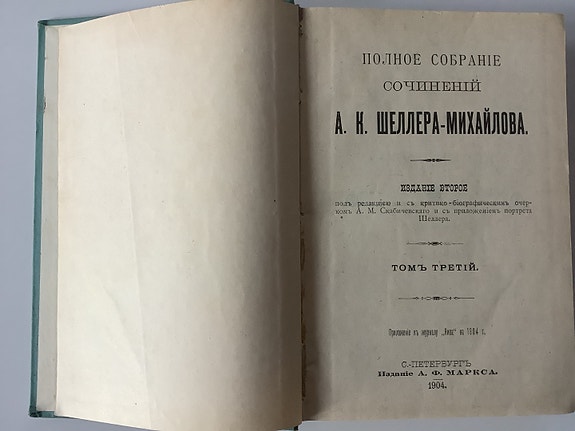 ПОЛНОЕ СОБРАНІЕ
СОЧИНЕНІЙ
А. К. ШЕЛЛЕРА-МИХАЙЛОВА.
ИЗДАНІЕ ВТОРОЕ
подъ редакціею и съ критико-біографическимъ очер-
комъ А. М. Скабичевскаго и съ приложеніемъ портрета
Шеллера.
ТОМЪ ТРЕТІЙ.
Приложеніе къ журналу „Нива“ на 1904 г.
С.-ПЕТЕРБУРГЪ
Изданіе А. Ф. МАРКСА.
1904.